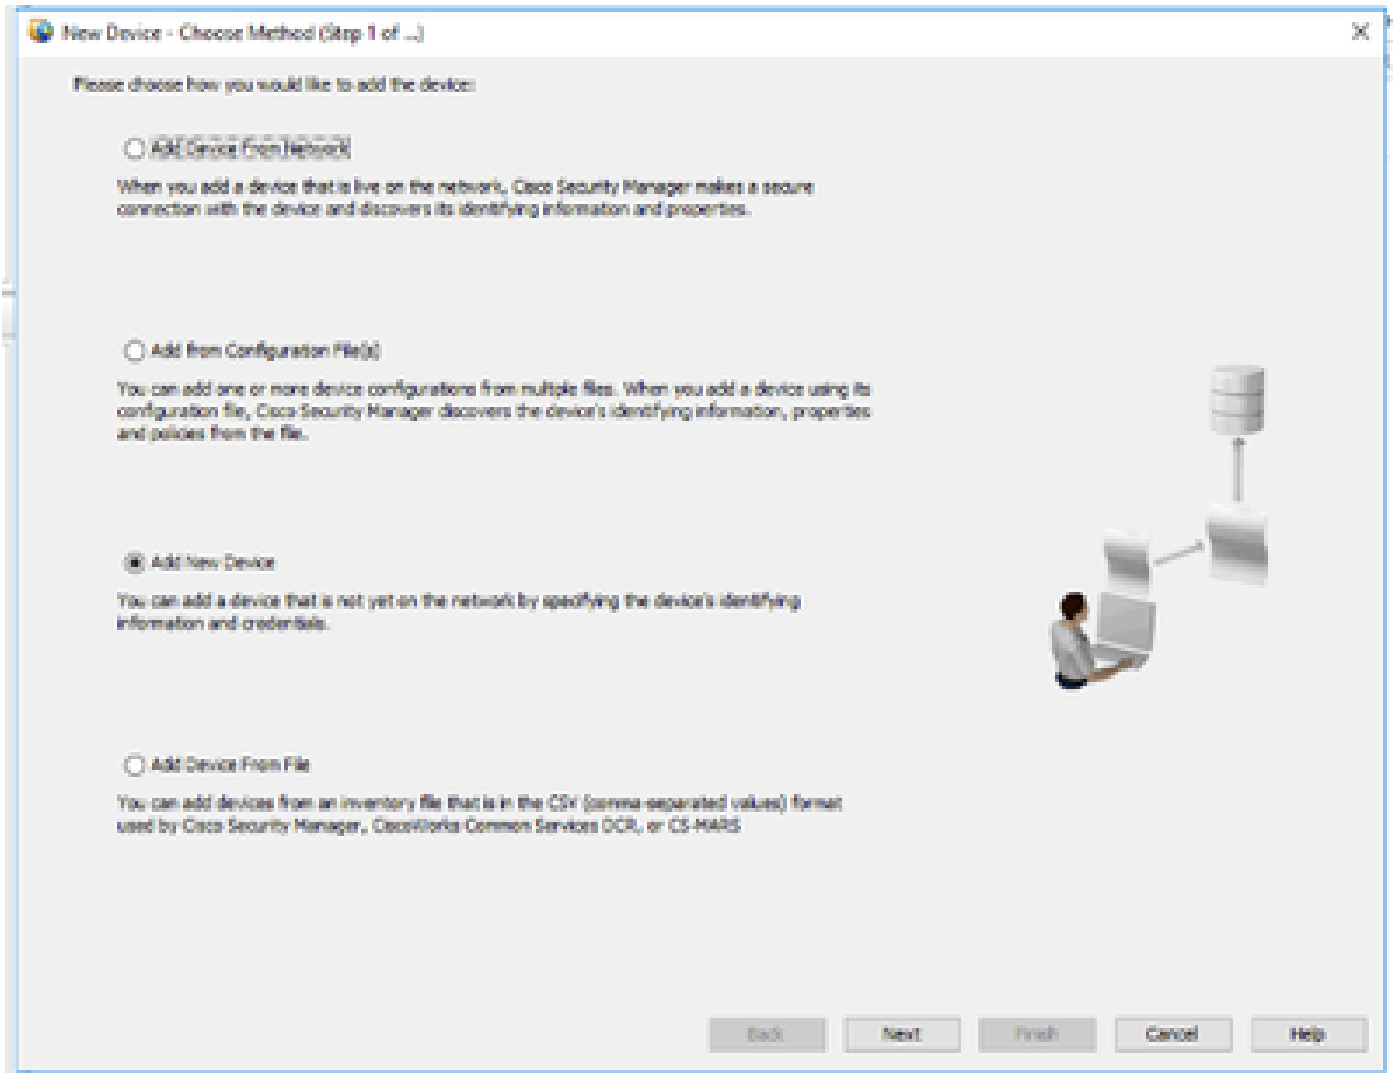 New Device - Choose Method (Step 1 of ...)
Please choose how you would like to add the device:
Add Device From Network
When you add a device that is live on the network, Cisco Security Manager makes a secure
connection with the device and discovers its identifying information and properties.
Add from Configuration File(s)
You can add one or more device configurations from multiple files. When you add a device using its
configuration file, Cisco Security Manager discovers the device's identifying information, properties
and policies from the file.
Add New Device
You can add a device that is not yet on the network by specifying the device's identifying
information and credentials.
Add Device From File
You can add devices from an inventory file that is in the CSV (comma-separated values) format
used by Cisco Security Manager, CiscoWorks Common Services DCR, or CS-MARS
Back
Next
Finish
Cancel
Help